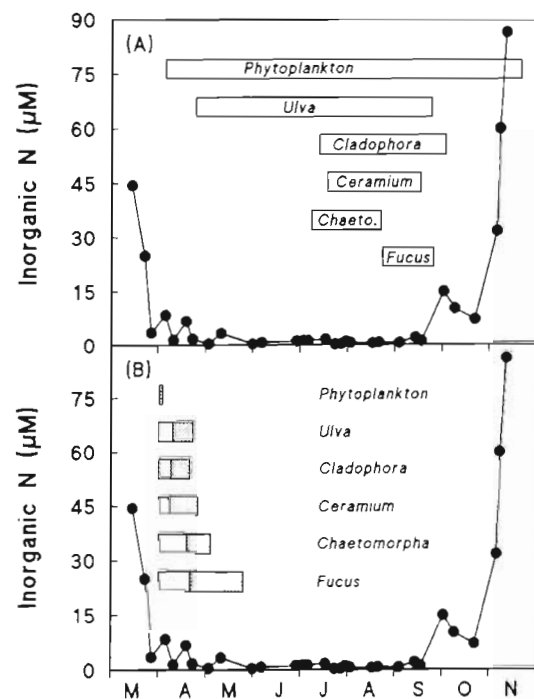 (A)
90
75
60
45
30
15
0
Inorganic N (μM)
Phytoplankton
Ulva
Cladophora
Ceramium
Chaeto.
Fucus
(B)
75
60
45
30
15
0
Inorganic N (μM)
Phytoplankton
Ulva
Cladophora
Ceramium
Chaetomorpha
Fucus
M A M J J A S O N